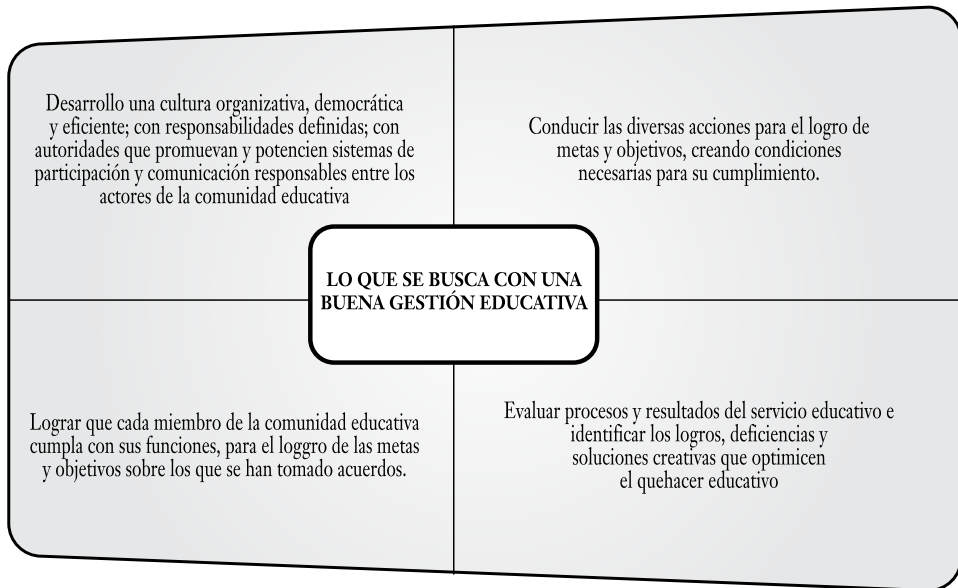 Desarrollo una cultura organizativa, democrática
y eficiente; con responsabilidades definidas; con
autoridades que promuevan y potencien sistemas de
participación y comunicación responsables entre los
actores de la comunidad educativa
Conducir las diversas acciones para el logro de
metas y objetivos, creando condiciones
necesarias para su cumplimiento.
LO QUE SE BUSCA CON UNA
BUENA GESTIÓN EDUCATIVA
Lograr que cada miembro de la comunidad educativa
cumpla con sus funciones, para el loggro de las metas
y objetivos sobre los que se han tomado acuerdos.
Evaluar procesos y resultados del servicio educativo e
identificar los logros, deficiencias y
soluciones creativas que optimicen
el quehacer educativo